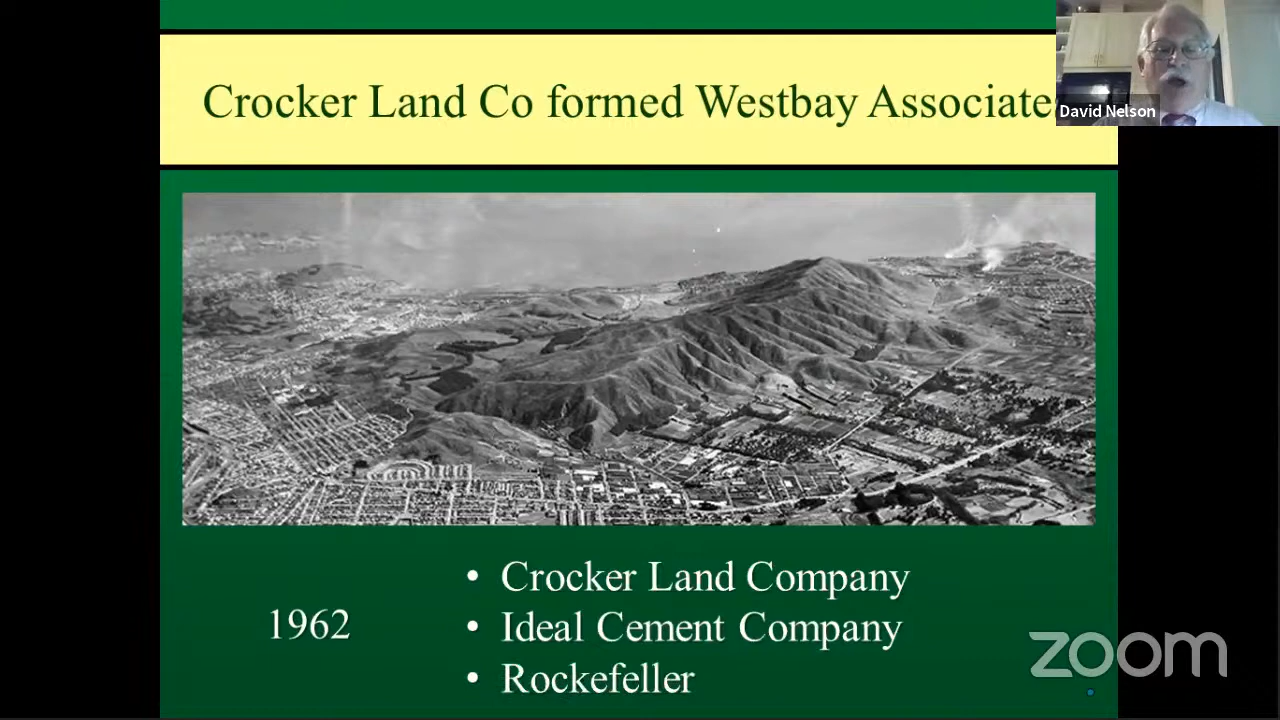 Crocker Land Co formed Westbay Associate
David Nelson
• Crocker Land Company
1962
• Ideal Cement Company
• Rockefeller
zoom